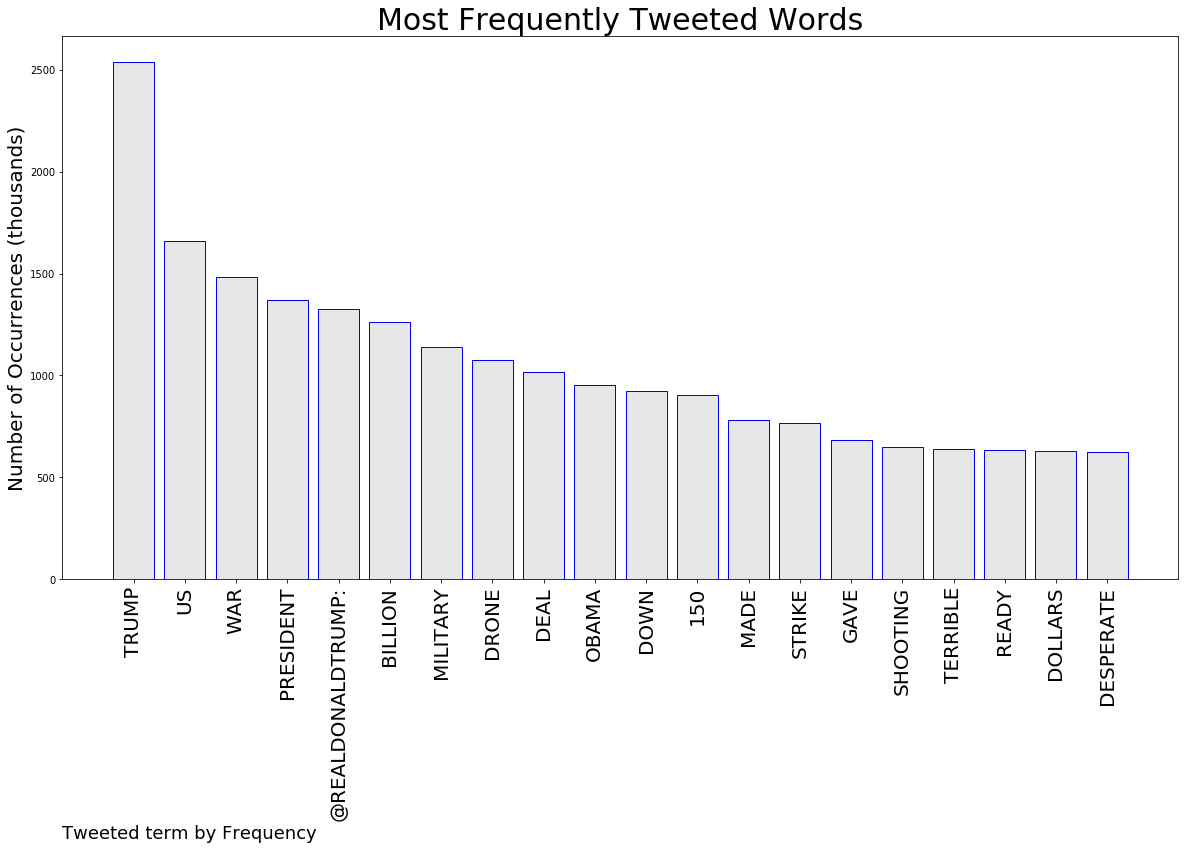 Most Frequently Tweeted Words
Number of Occurrences (thousands)
2500
2000
1500
1000
500
0
TRUMP
US
WAR
PRESIDENT
@REALDONALDTRUMP:
BILLION
MILITARY
DRONE
DEAL
OBAMA
DOWN
150
MADE
STRIKE
GAVE
SHOOTING
TERRIBLE
READY
DOLLARS
DESPERATE
Tweeted term by Frequency